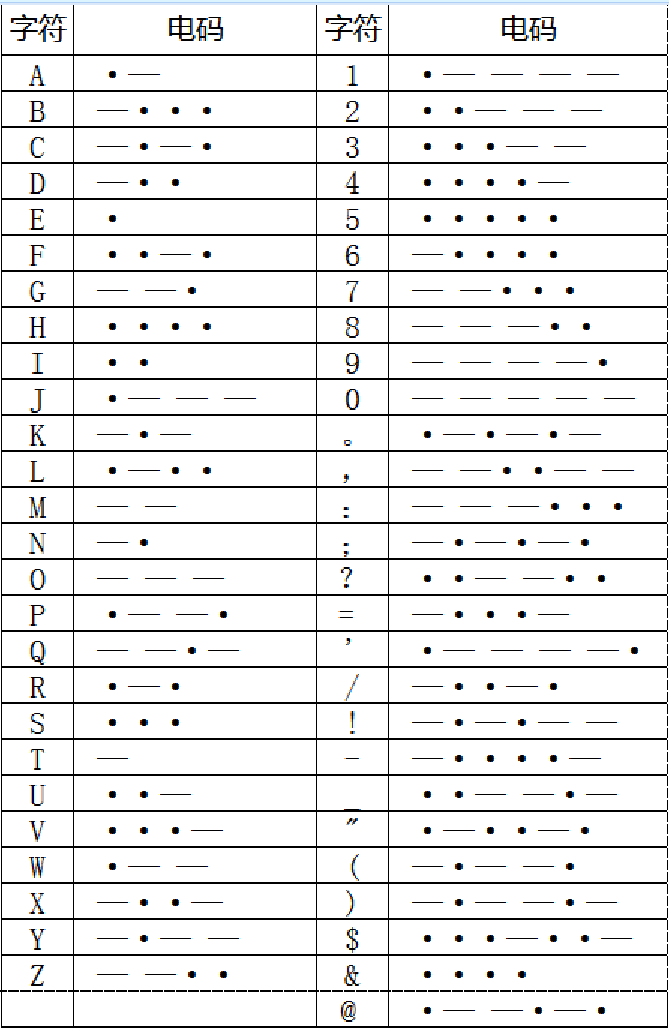 字符 电码 字符 电码
A ·— 1 ·— — — —
B —··· 2 ··— — —
C —·—· 3 ···— —
D —·· 4 ····—
E · 5 ·····
F ··—· 6 —····
G — —· 7 — —···
H ···· 8 — — —··
I ·· 9 — — — —·
J ·— — — 0 — — — — —
K —·— 。 ·—·—·—
L ·—·· , — —··— —
M — — : — — —···
N —· ; —·—·—·
O — — — ? ··— —··
P ·— —· = —···—
Q — —·— ’ ·— — — —·
R ·—· / —··—·
S ··· ! —·—·— —
T — - —····—
U ··— _ ··— —·—
V ···— ″ ·—··—·
W ·— — ( —·— —·
X —··— ) —·— —·—
Y —·— — $ ···—··—
Z — —·· & ····
@ ·— —·—·